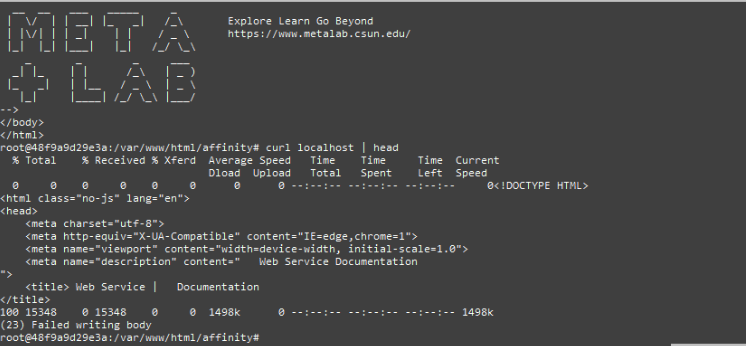 Explore Learn Go Beyond
https://www.metalab.csun.edu/
META
+LAB
-->
</body>
</html>
root@48f9a9d29e3a:/var/www/html/affinity# curl localhost | head
% Total % Received % Xferd Average Speed Time Time Time Current
Dload Upload Total Spent Left Speed
0 0 0 0 0 0 0 0 --:--:-- --:--:-- --:--:-- 0<!DOCTYPE HTML>
<html class="no-js" lang="en">
<head>
<meta charset="utf-8">
<meta http-equiv="X-UA-Compatible" content="IE=edge,chrome=1">
<meta name="viewport" content="width=device-width, initial-scale=1.0">
<meta name="description" content=" Web Service Documentation
">
<title> Web Service | Documentation
</title>
100 15348 0 15348 0 0 1498k 0 --:--:-- --:--:-- --:--:-- 1498k
(23) Failed writing body
root@48f9a9d29e3a:/var/www/html/affinity#